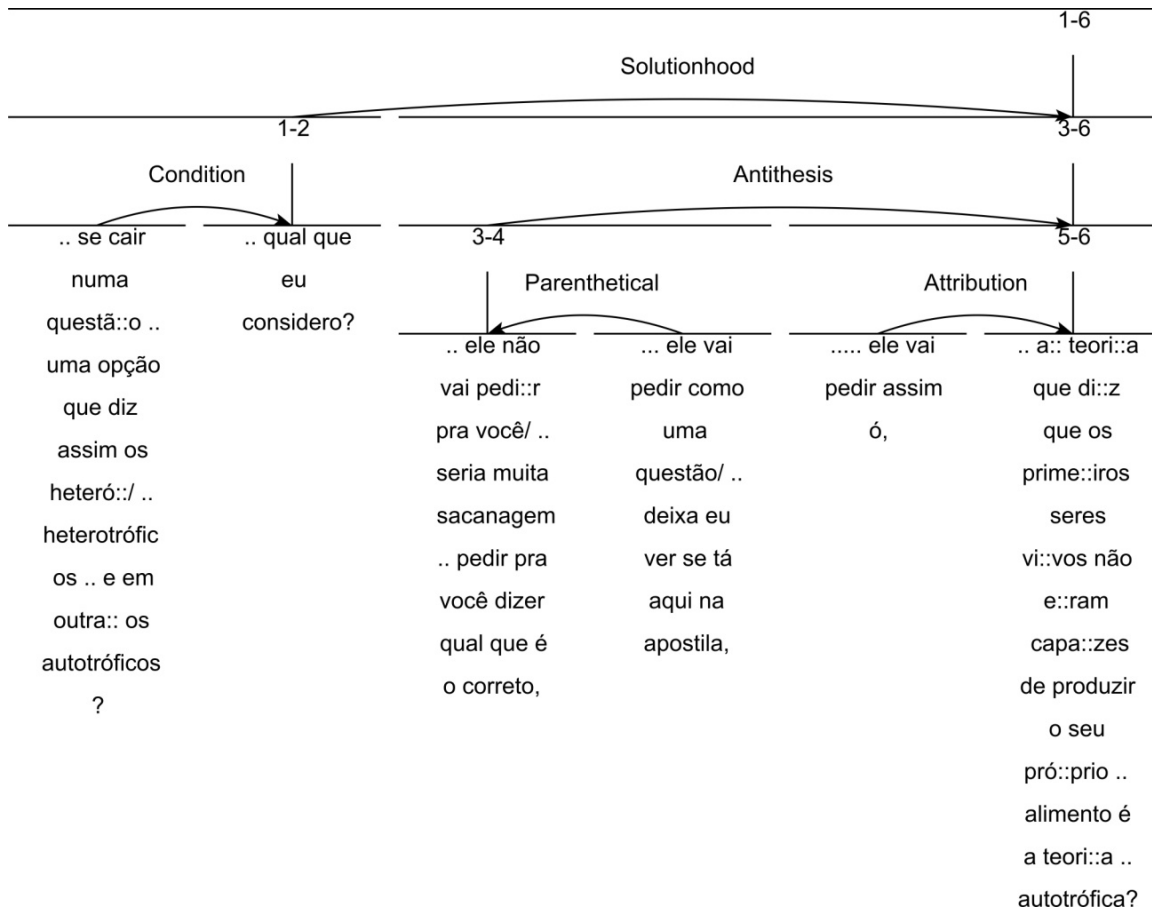 1-6
Solutionhood
1-2
3-6
Condition
Antithesis
.. se cair
numa
questã::o ..
uma opção
que diz
assim os
heteró::/ ..
heterotrófic
os .. e em
outra:: os
autotróficos
?
.. qual que
eu
considero?
3-4
5-6
Parenthetical
Attribution
.. ele não
vai pedi::r
pra você/ ..
seria muita
sacanagem
.. pedir pra
você dizer
qual que é
o correto,
... ele vai
pedir como
uma
questão/ ..
deixa eu
ver se tá
aqui na
apostila,
..... ele vai
pedir assim
ó,
.. a:: teori::a
que di::z
que os
prime::iros
seres
vi::vos não
e::ram
capa::zes
de produzir
o seu
pró::prio ..
alimento é
a teori::a ..
autotrófica?